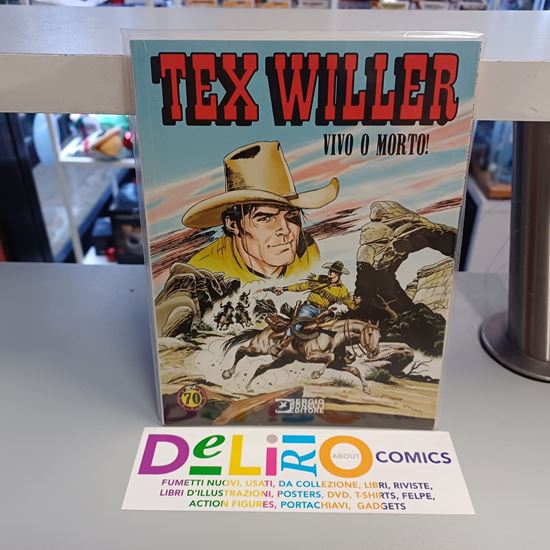 TEX WILLER
VIVO O MORTO!
70
SERGIO
BONELLI
EDITORE
DeLiRiO ABOUT COMICS
FUMETTI NUOVI, USATI, DA COLLEZIONE, LIBRI, RIVISTE,
LIBRI D'ILLUSTRAZIONI, POSTERS, DVD, T-SHIRTS, FELPE,
ACTION FIGURES, PORTACHIAVI, GADGETS